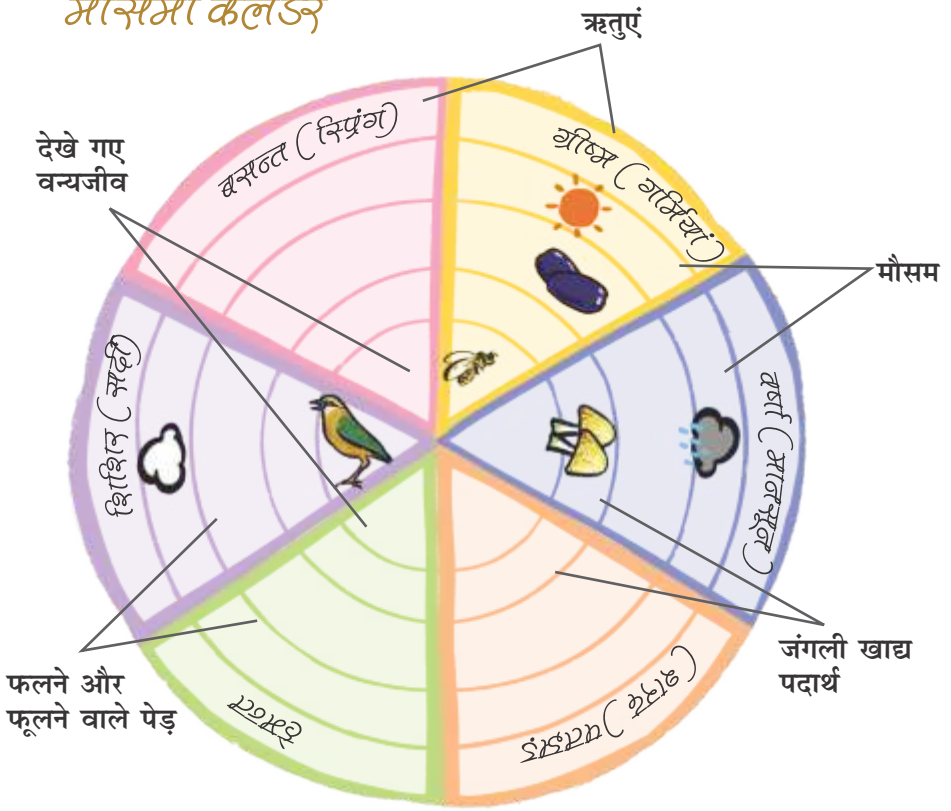 मौसमी कैलेंडर
ऋतुएं
देखे गए
वन्यजीव
वसन्त (स्प्रिंग)
ग्रीष्म (गर्मियां)
मौसम
शिशिर (सर्दी)
वर्षा (मानसून)
जंगली खाद्य
पदार्थ
फलने और
फूलने वाले पेड़
हेमन्त
(शरद) पतझड़